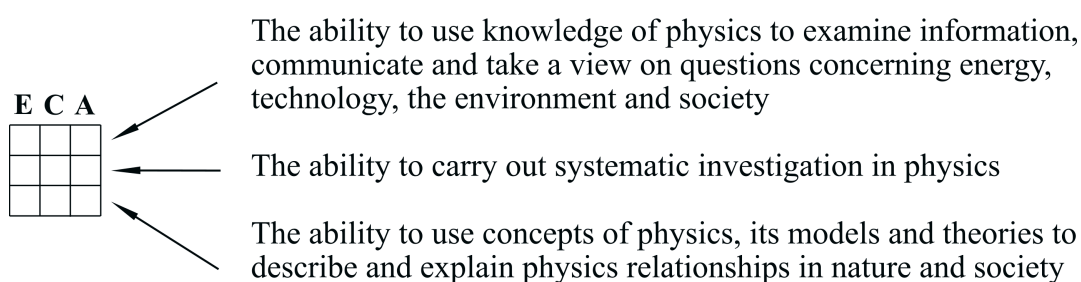 The ability to use knowledge of physics to examine information,
communicate and take a view on questions concerning energy,
technology, the environment and society
E C A
The ability to carry out systematic investigation in physics
The ability to use concepts of physics, its models and theories to
describe and explain physics relationships in nature and society